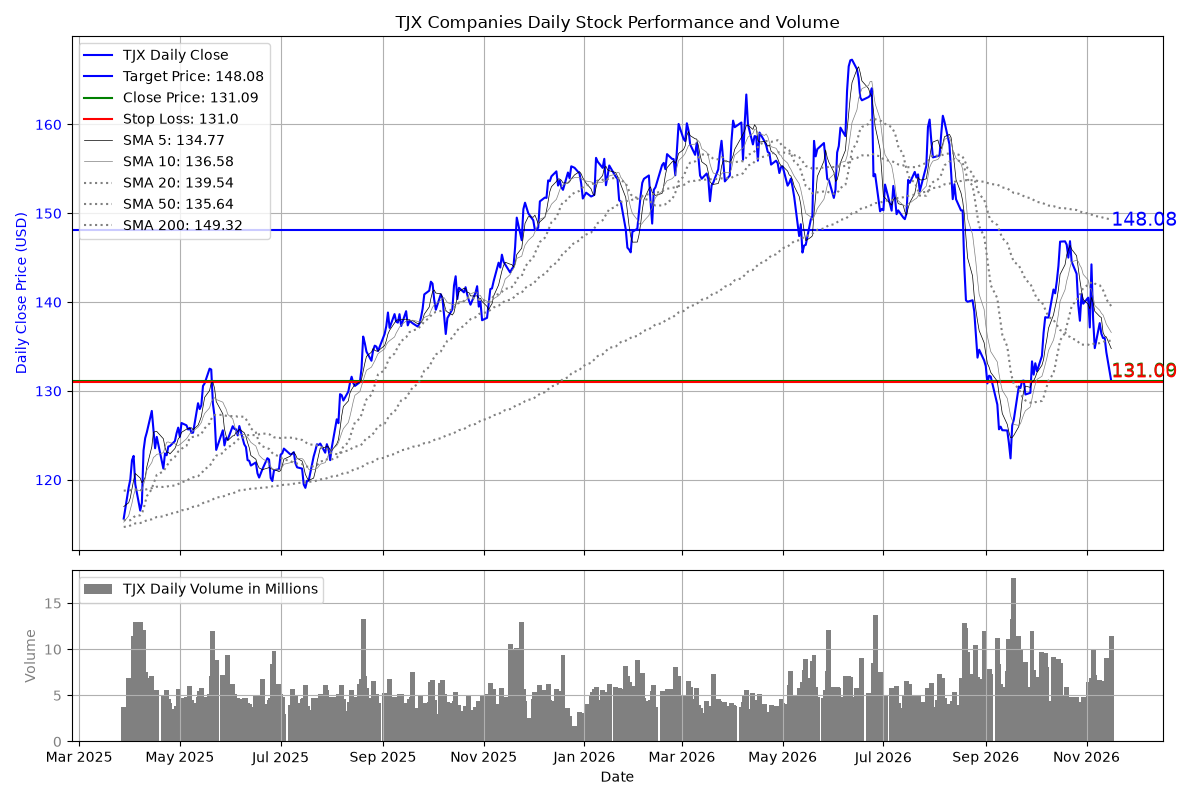 TJX Companies Daily Stock Performance and Volume
TJX Daily Close
Target Price: 148.08
Close Price: 131.09
Stop Loss: 131.0
SMA 5: 134.77
SMA 10: 136.58
SMA 20: 139.54
SMA 50: 135.64
SMA 200: 149.32
Daily Close Price (USD)
160
150
140
130
120
148.08
131.09
TJX Daily Volume in Millions
Volume
15
10
5
0
Mar 2025 May 2025 Jul 2025 Sep 2025 Nov 2025 Jan 2026 Mar 2026 May 2026 Jul 2026 Sep 2026 Nov 2026
Date